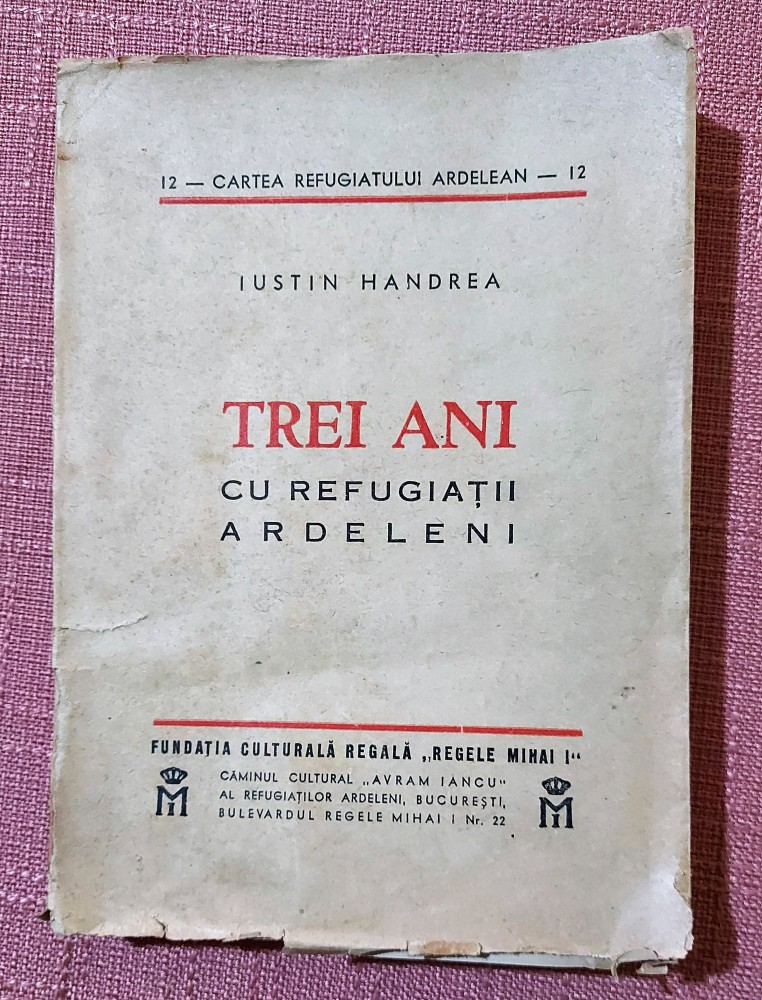 12 — CARTEA REFUGIATULUI ARDELEAN — 12
IUSTIN HANDREA
TREI ANI
CU REFUGIAȚII
ARDELENI
FUNDAȚIA CULTURALĂ REGALĂ „REGELE MIHAI I“
CĂMINUL CULTURAL „AVRAM IANCU“
AL REFUGIAȚILOR ARDELENI, BUCUREȘTI,
BULEVARDUL REGELE MIHAI I Nr. 22